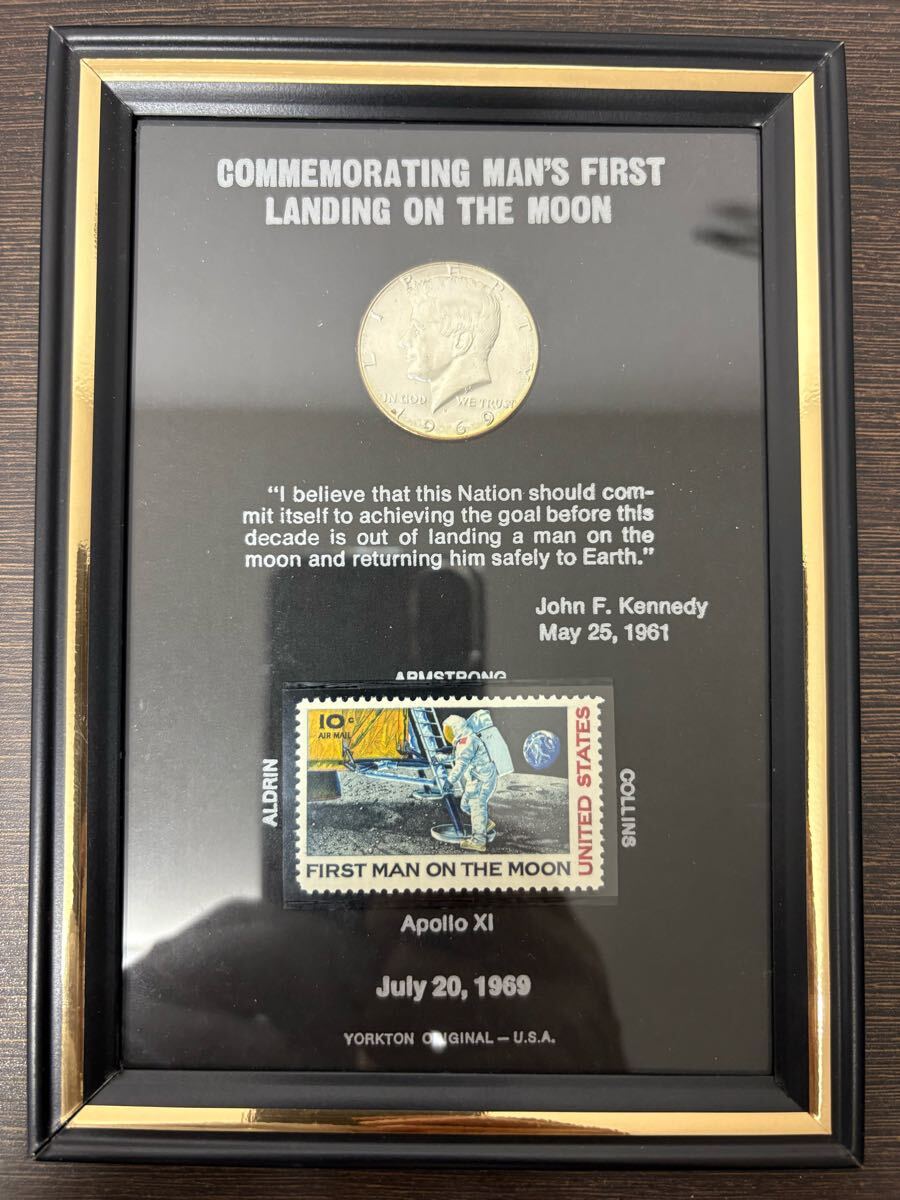 COMMEMORATING MAN'S FIRST
LANDING ON THE MOON
LIBERTY
IN GOD WE TRUST
1969
"I believe that this Nation should com-
mit itself to achieving the goal before this
decade is out of landing a man on the
moon and returning him safely to Earth."
John F. Kennedy
May 25, 1961
ARMSTRONG
ALDRIN
COLLINS
10c
AIR MAIL
UNITED STATES
FIRST MAN ON THE MOON
Apollo XI
July 20, 1969
YORKTON ORIGINAL – U.S.A.